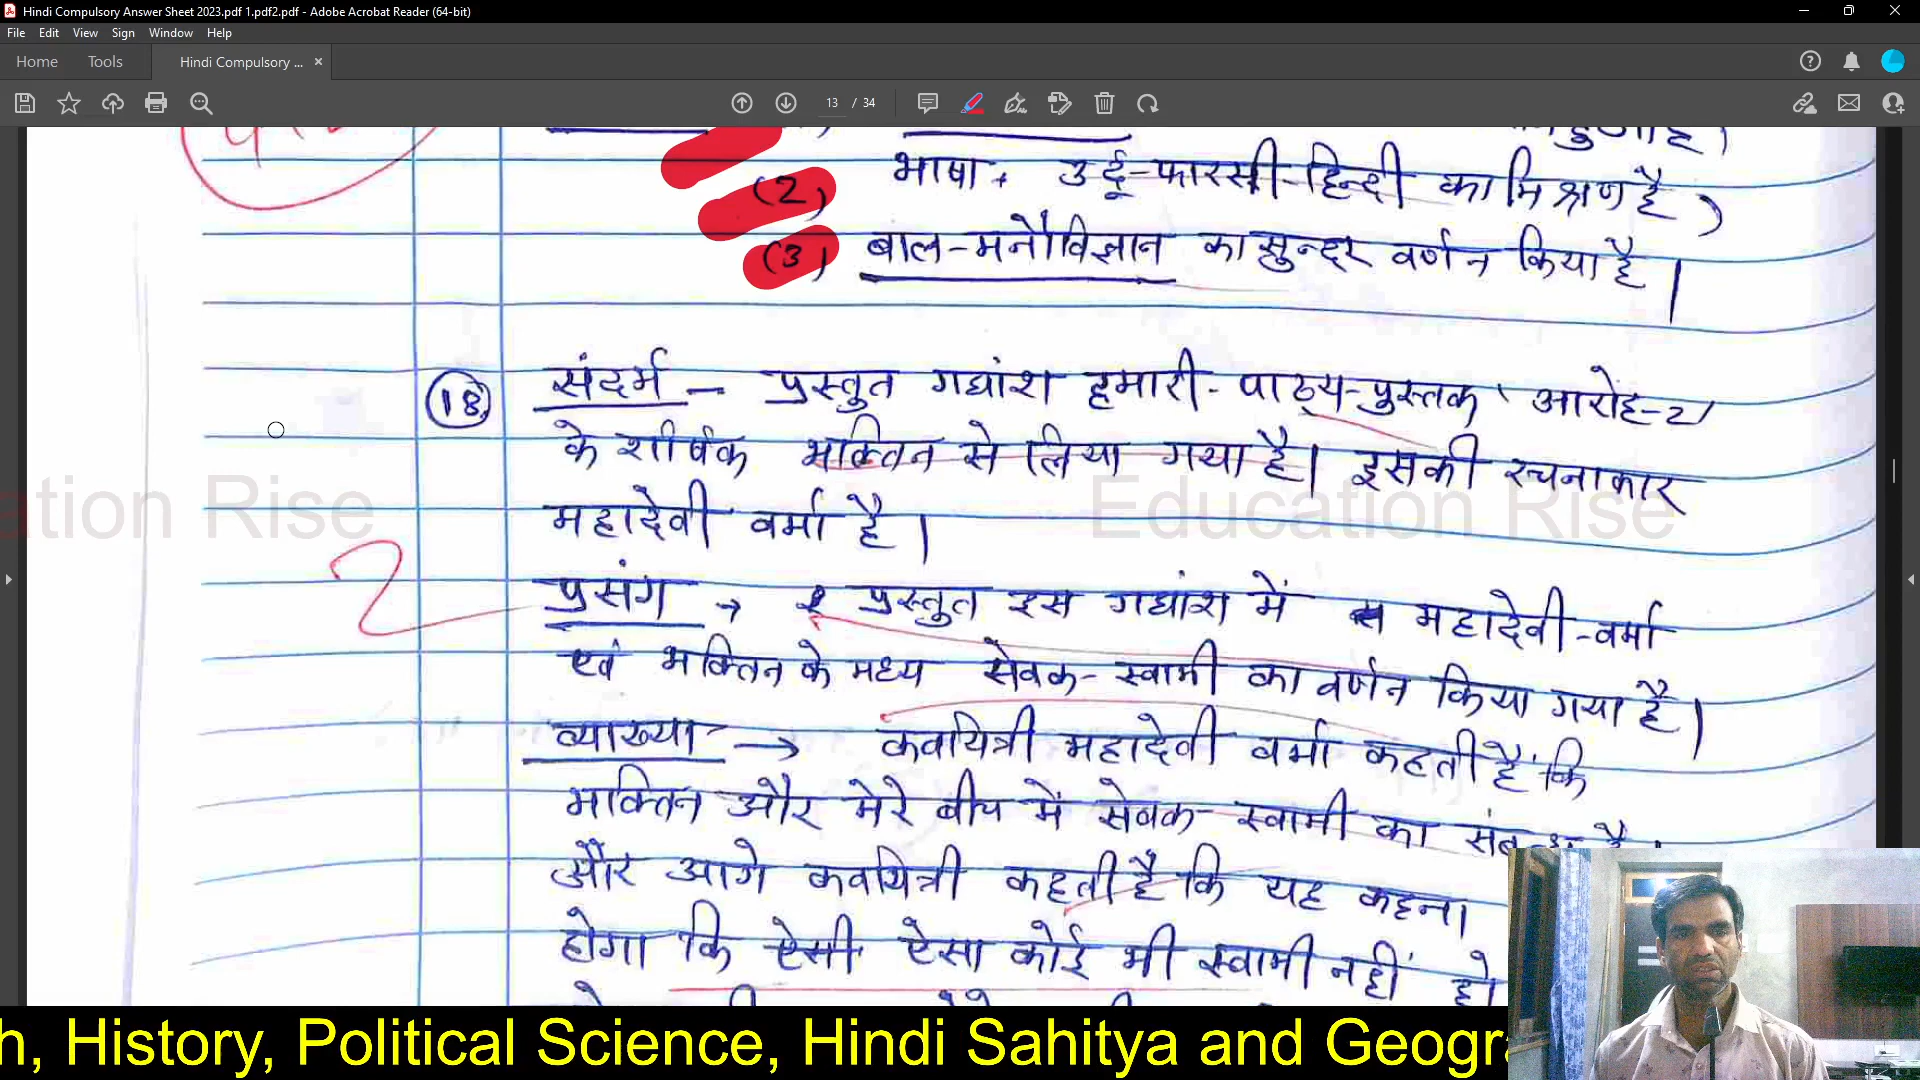 Hindi Compulsory Answer Sheet 2023.pdf 1.pdf2.pdf - Adobe Acrobat Reader (64-bit)
File Edit View Sign Window Help
Home Tools Hindi Compulsory ... ×
13 / 34
(2) भाषा → उर्दू-फारसी-हिन्दी का मिश्रण है)
(3) बाल-मनोविज्ञान का सुन्दर वर्णन किया है।
(18) संदर्भ - प्रस्तुत गद्यांश हमारी-पाठ्य-पुस्तक 'आरोह-2'
के शीर्षक भक्तिन से लिया गया है। इसकी रचनाकार
महादेवी वर्मा है।
2
प्रसंग → प्रस्तुत इस गद्यांश में महादेवी-वर्मा
एवं भक्तिन के मध्य सेवक-स्वामी का वर्णन किया गया है।
व्याख्या → कवयित्री महादेवी वर्मा कहती हैं कि
भक्तिन और मेरे बीच में सेवक-स्वामी का
और आगे कवयित्री कहती है कि यह कहना
होगा कि ऐसी ऐसा कोई भी स्वामी नहीं हो
ation Rise
Education Rise
h, History, Political Science, Hindi Sahitya and Geogra